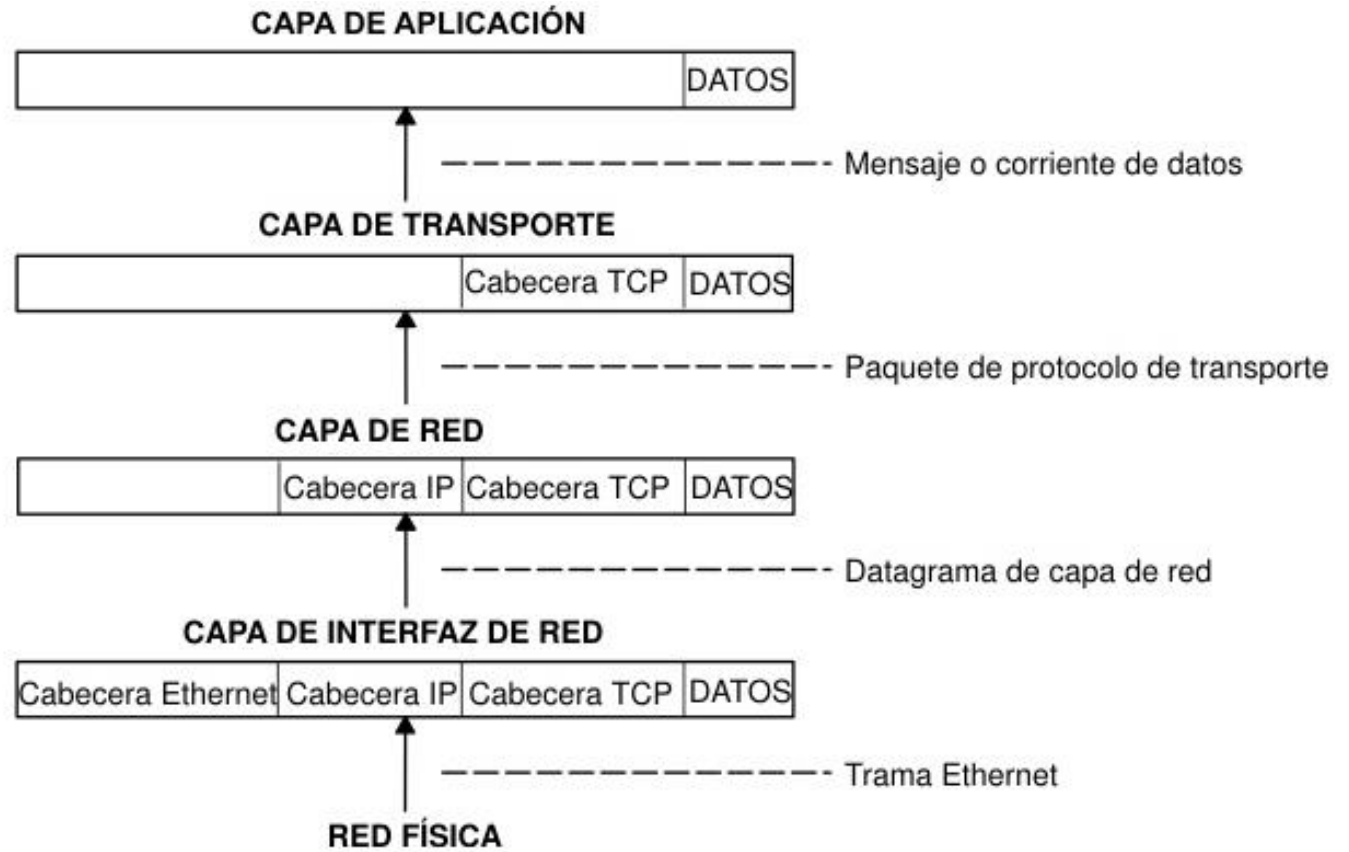 CAPA DE APLICACIÓN
DATOS
Mensaje o corriente de datos
CAPA DE TRANSPORTE
Cabecera TCP DATOS
Paquete de protocolo de transporte
CAPA DE RED
Cabecera IP Cabecera TCP DATOS
Datagrama de capa de red
CAPA DE INTERFAZ DE RED
Cabecera Ethernet Cabecera IP Cabecera TCP DATOS
Trama Ethernet
RED FÍSICA